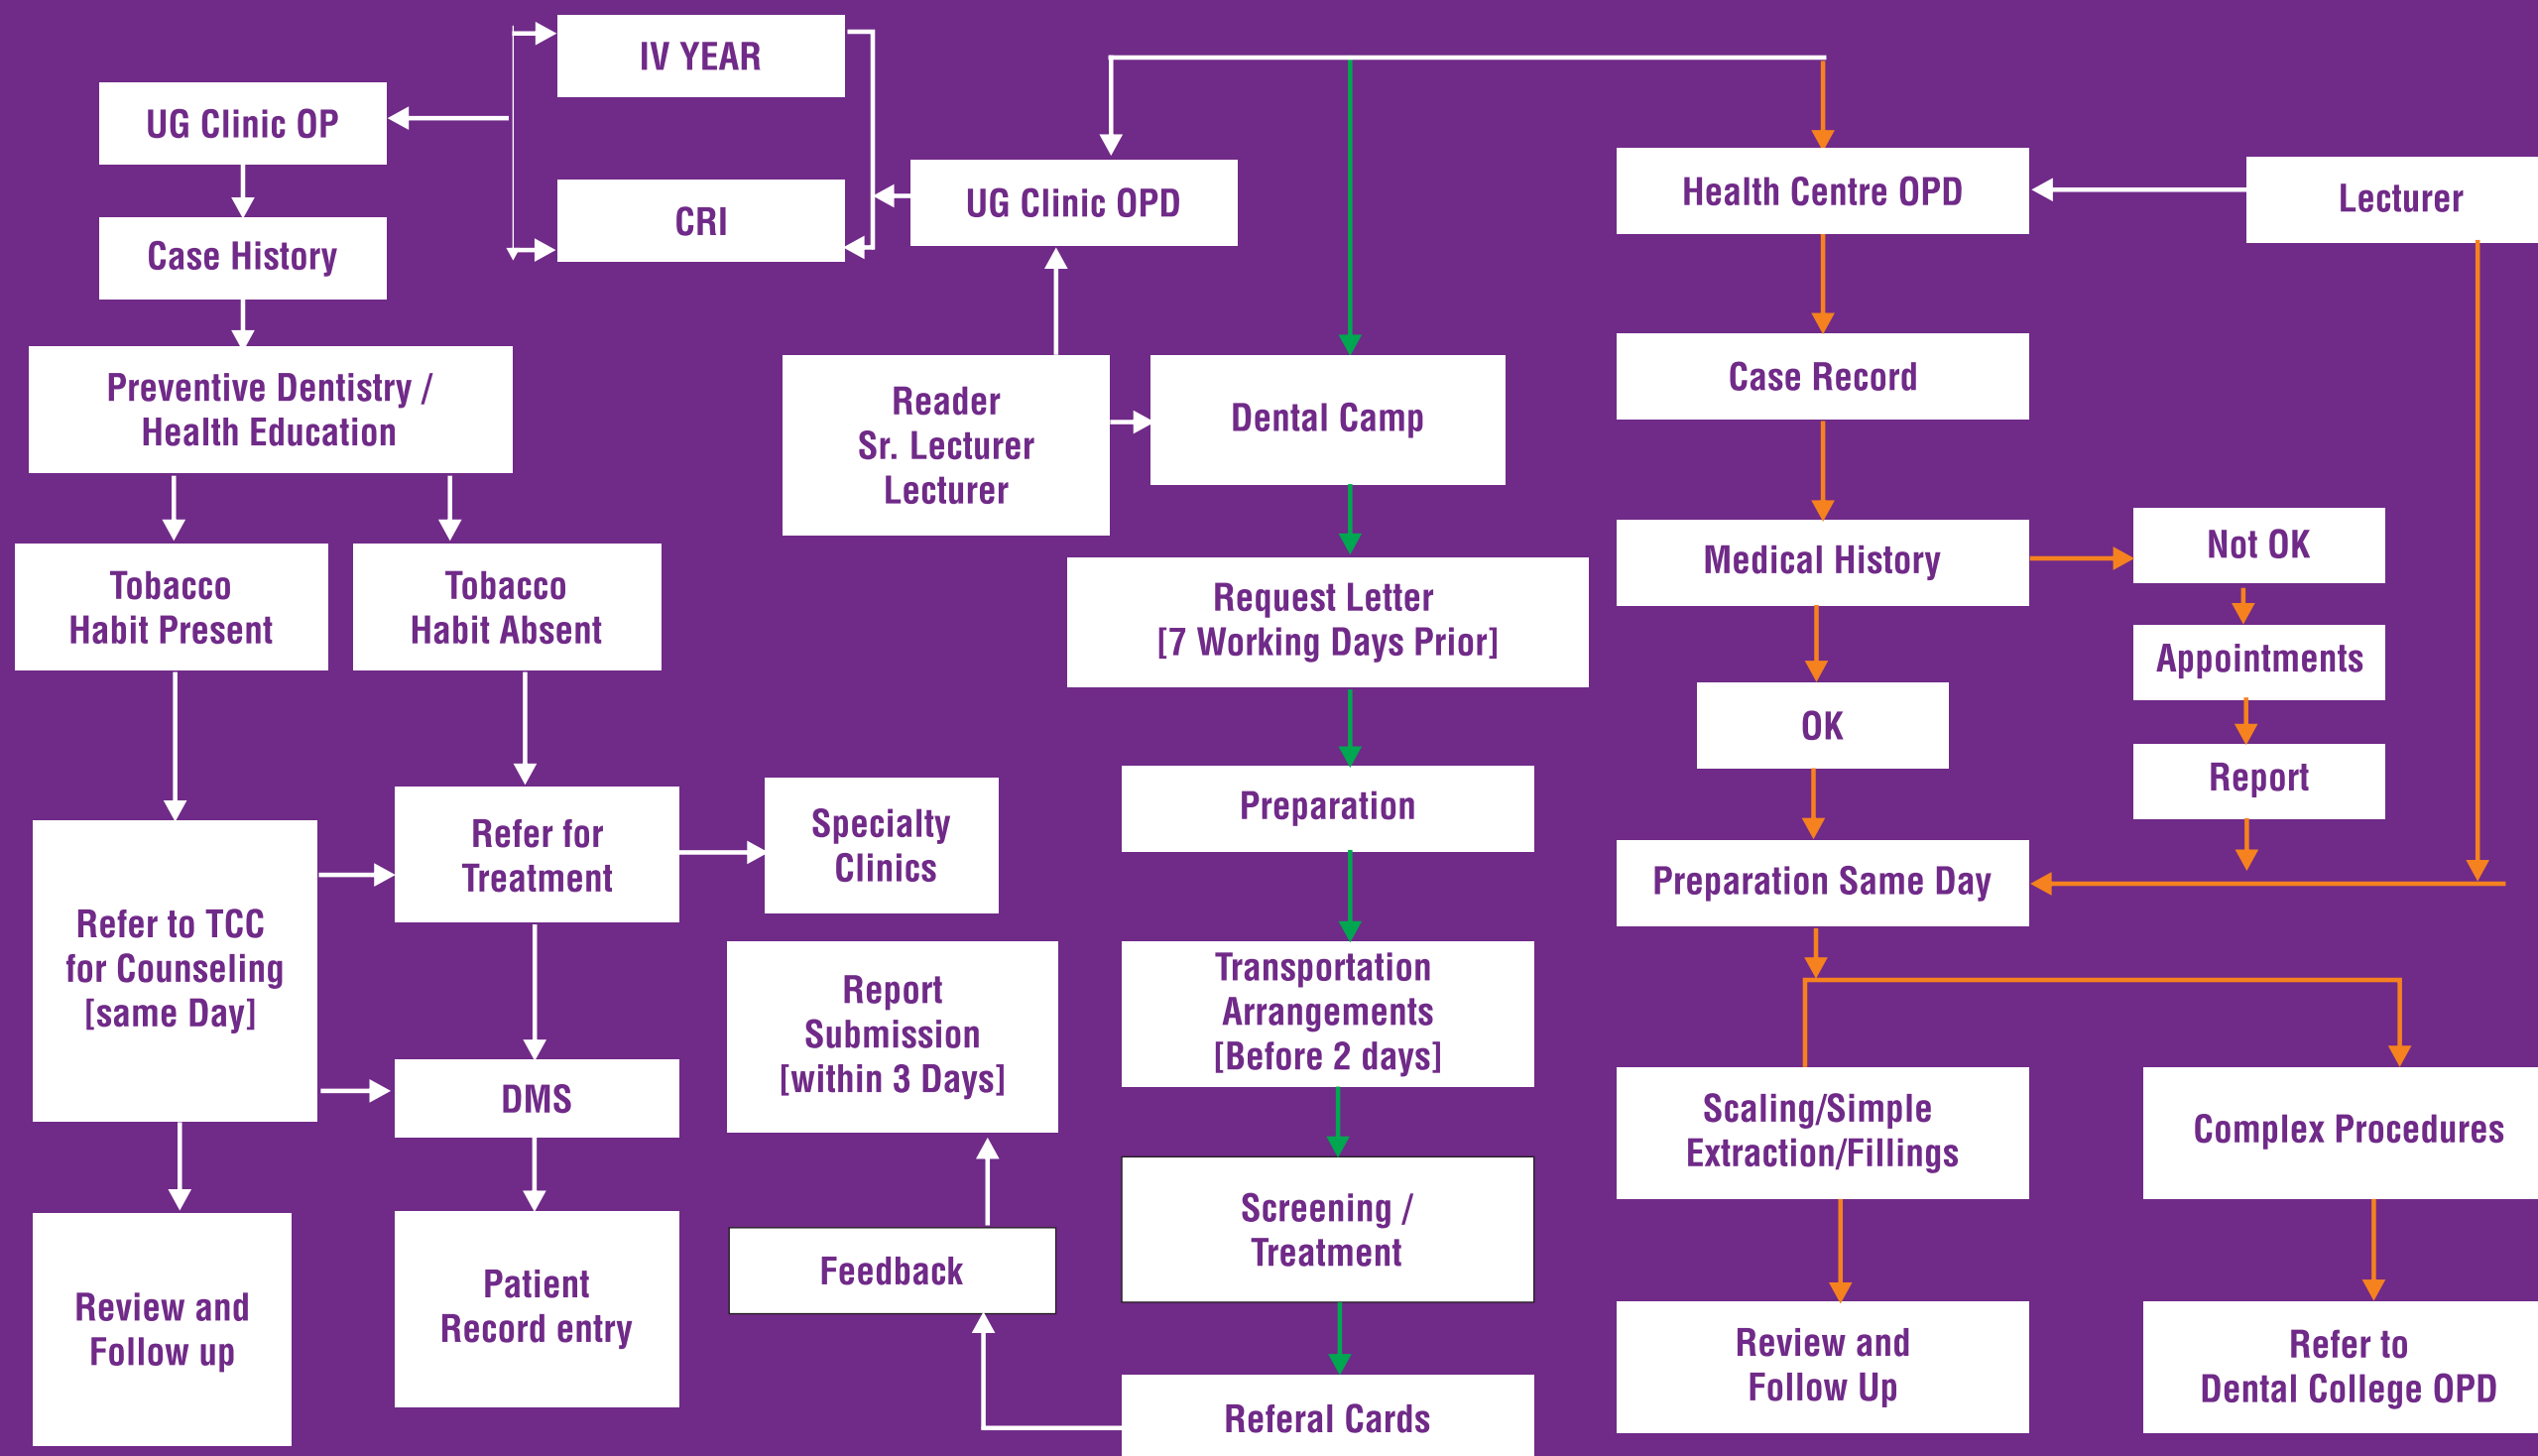 IV YEAR
UG Clinic OP
CRI
Case History
Preventive Dentistry /
Health Education
Tobacco
Habit Present
Tobacco
Habit Absent
Refer to TCC
for Counseling
[same Day]
Refer for
Treatment
Specialty
Clinics
DMS
Review and
Follow up
Patient
Record entry
UG Clinic OPD
Reader
Sr. Lecturer
Lecturer
Dental Camp
Request Letter
[7 Working Days Prior]
Preparation
Transportation
Arrangements
[Before 2 days]
Screening /
Treatment
Referal Cards
Feedback
Report
Submission
[within 3 Days]
Health Centre OPD
Lecturer
Case Record
Medical History
Not OK
Appointments
Report
OK
Preparation Same Day
Scaling/Simple
Extraction/Fillings
Complex Procedures
Review and
Follow Up
Refer to
Dental College OPD